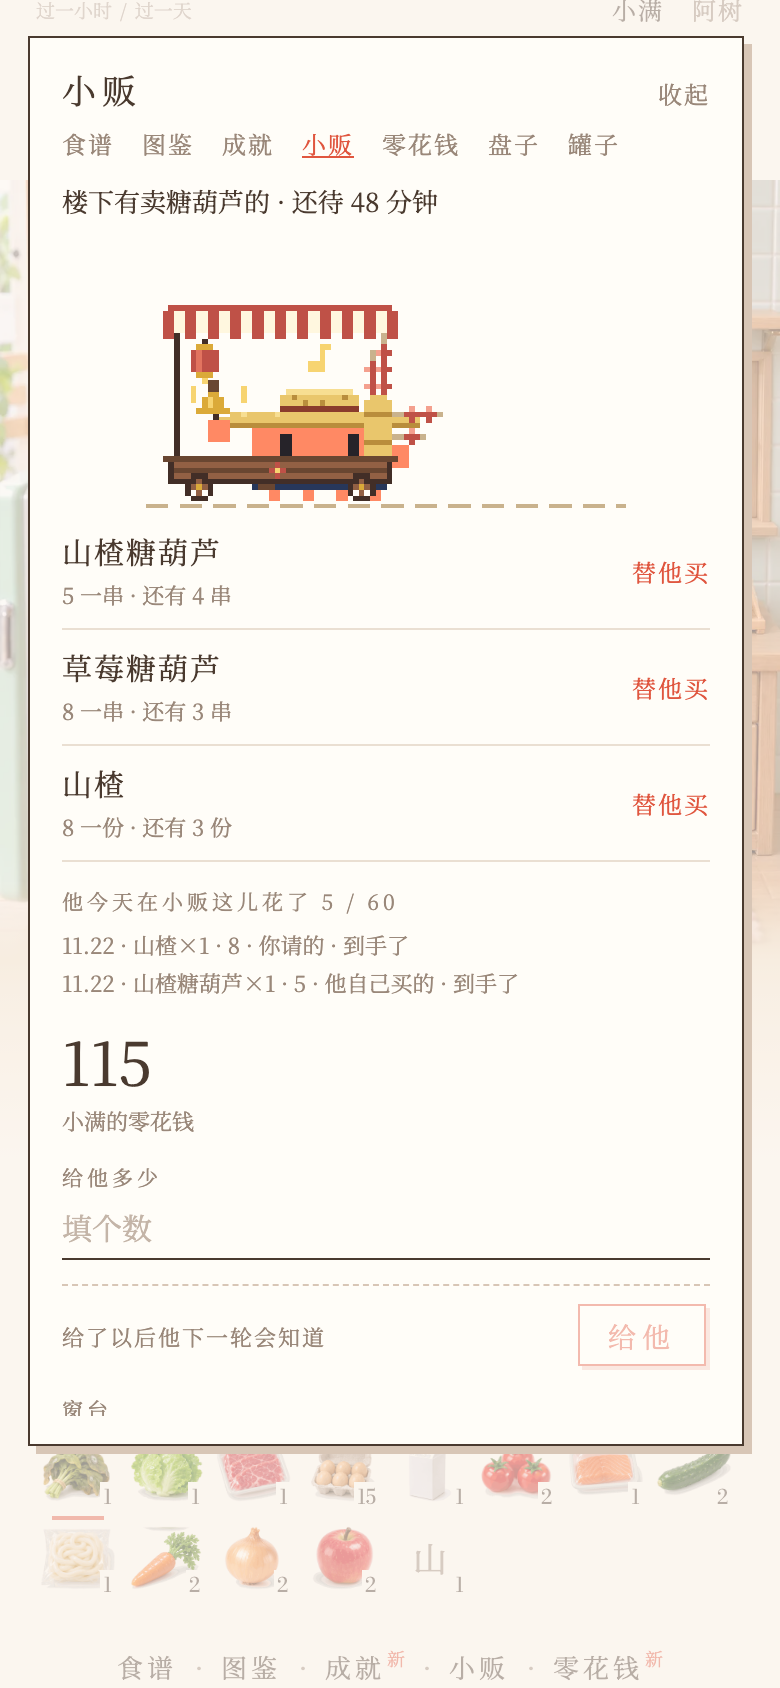 过一小时 / 过一天
小满 阿树
小贩
收起
食谱 图鉴 成就 小贩 零花钱 盘子 罐子
楼下有卖糖葫芦的 · 还待 48 分钟
山楂糖葫芦
5 一串 · 还有 4 串
替他买
草莓糖葫芦
8 一串 · 还有 3 串
替他买
山楂
8 一份 · 还有 3 份
替他买
他今天在小贩这儿花了 5 / 60
11.22 · 山楂×1 · 8 · 你请的 · 到手了
11.22 · 山楂糖葫芦×1 · 5 · 他自己买的 · 到手了
115
小满的零花钱
给他多少
填个数
给了以后他下一轮会知道
给他
窗台
1 1 1 15 1 2 1 2
1 2 2 2 山 1
食谱 · 图鉴 · 成就新 · 小贩 · 零花钱新